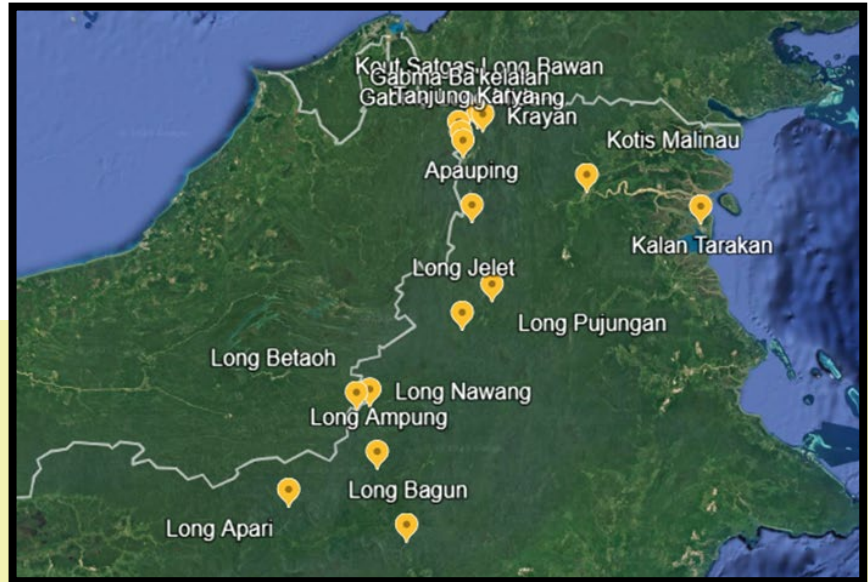 Kout Satgas Long Bawan
Gabma Ba'kelalan
Tanjung Karya
Krayan
Kotis Malinau
Apauping
Kalan Tarakan
Long Jelet
Long Pujungan
Long Betaoh
Long Nawang
Long Ampung
Long Bagun
Long Apari